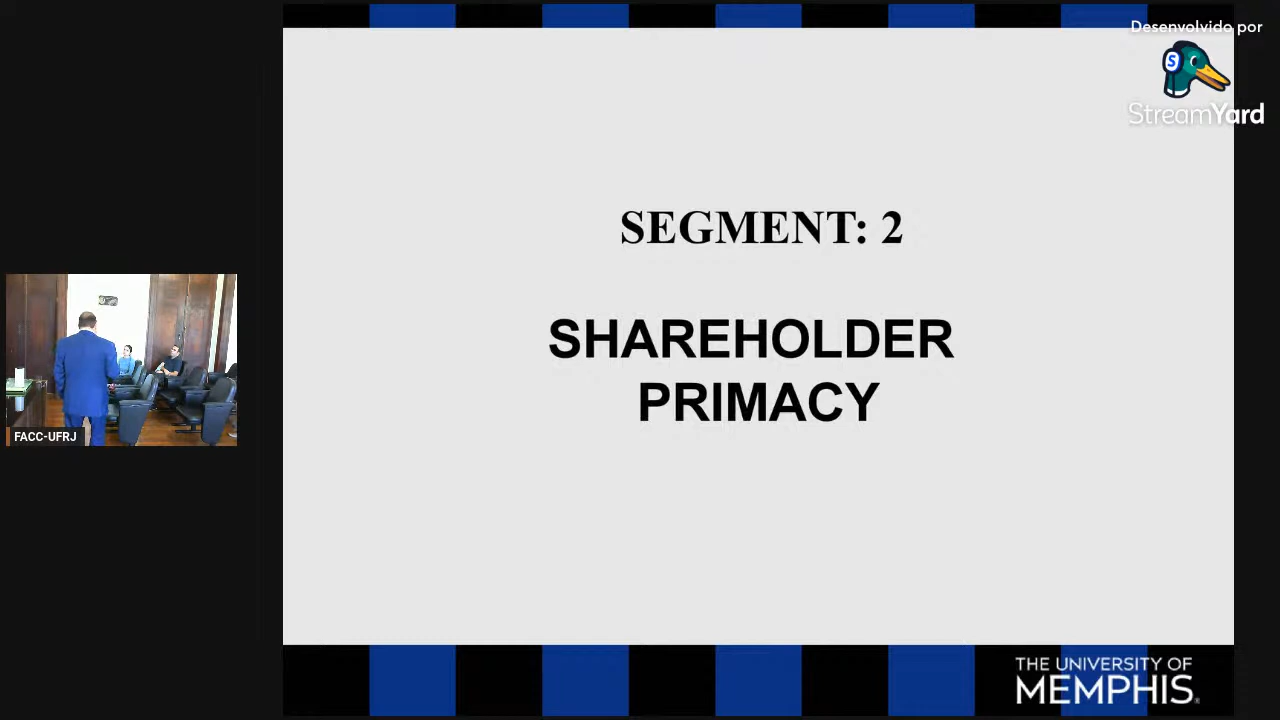 Desenvolvido por
StreamYard
SEGMENT: 2
SHAREHOLDER
PRIMACY
FACC-UFRJ
THE UNIVERSITY OF
MEMPHIS